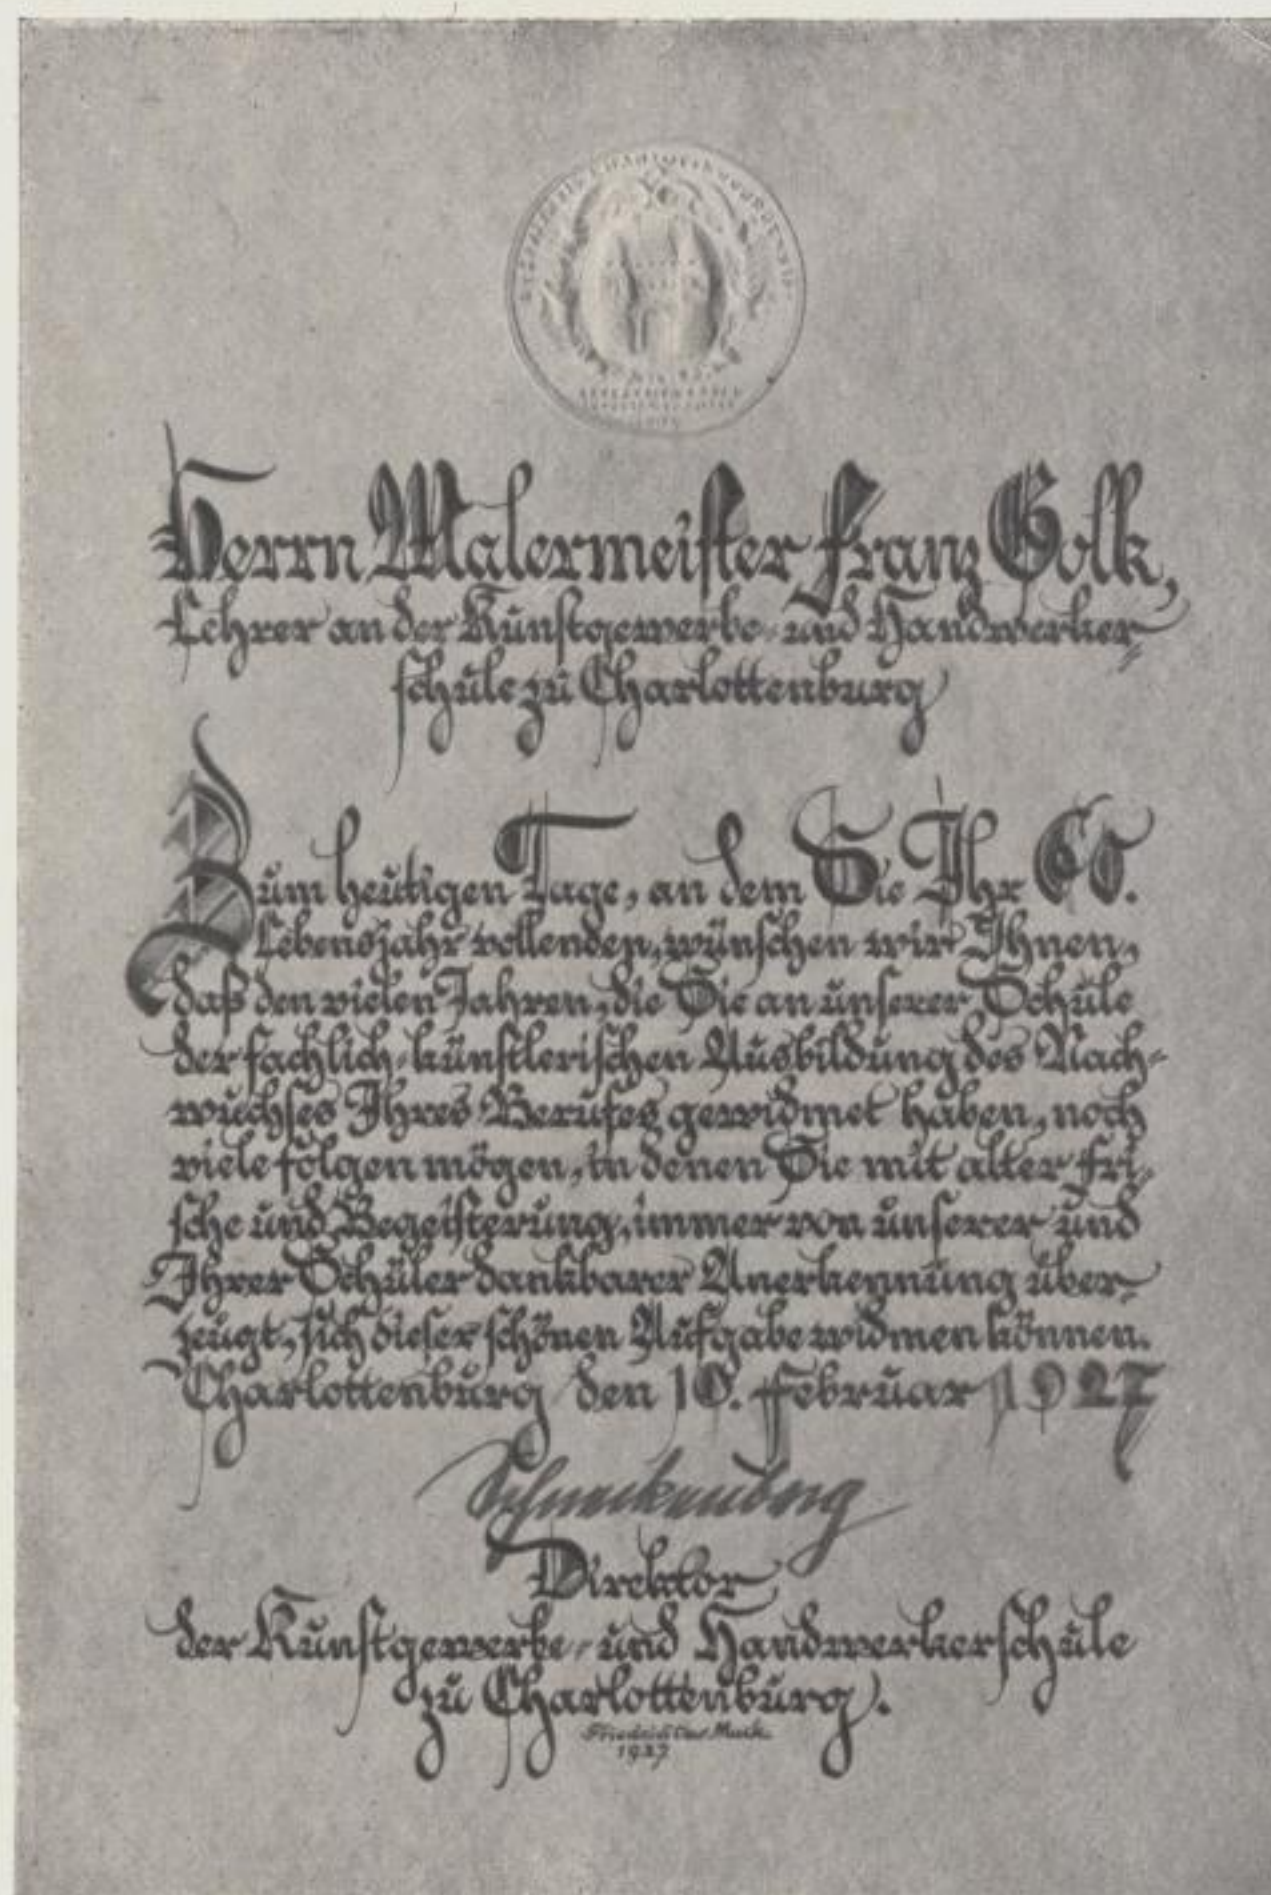 Herrn Malermeister Franz Golk,
Lehrer an der Kunstgewerbe- und Handwerker-
schule zu Charlottenburg
Zum heutigen Tage, an dem Sie Ihr 60.
Lebensjahr vollenden, wünschen wir Ihnen,
daß den vielen Jahren, die Sie an unserer Schule
der fachlich-künstlerischen Ausbildung des Nach-
wuchses Ihres Berufes gewidmet haben, noch
viele folgen mögen, in denen Sie mit alter Fri-
sche und Begeisterung, immer von unserer und
Ihrer Schüler dankbarer Anerkennung über-
zeugt, sich dieser schönen Aufgabe widmen können.
Charlottenburg den 10. Februar 1927
Direktor
der Kunstgewerbe- und Handwerkerschule
zu Charlottenburg.
Friedrich
1927